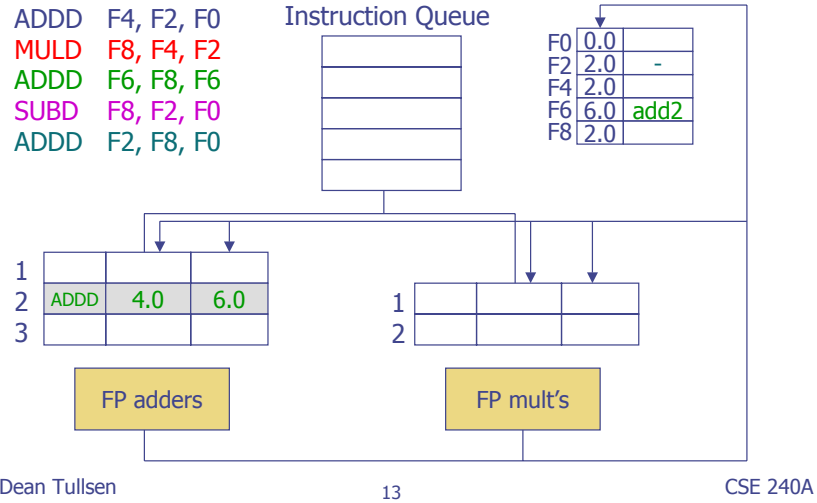 ADDD F4, F2, F0
MULD F8, F4, F2
ADDD F6, F8, F6
SUBD F8, F2, F0
ADDD F2, F8, F0
Instruction Queue
F0 0.0
F2 2.0 -
F4 2.0
F6 6.0 add2
F8 2.0
1
2 ADDD 4.0 6.0
3
1
2
FP adders
FP mult's
Dean Tullsen
13
CSE 240A